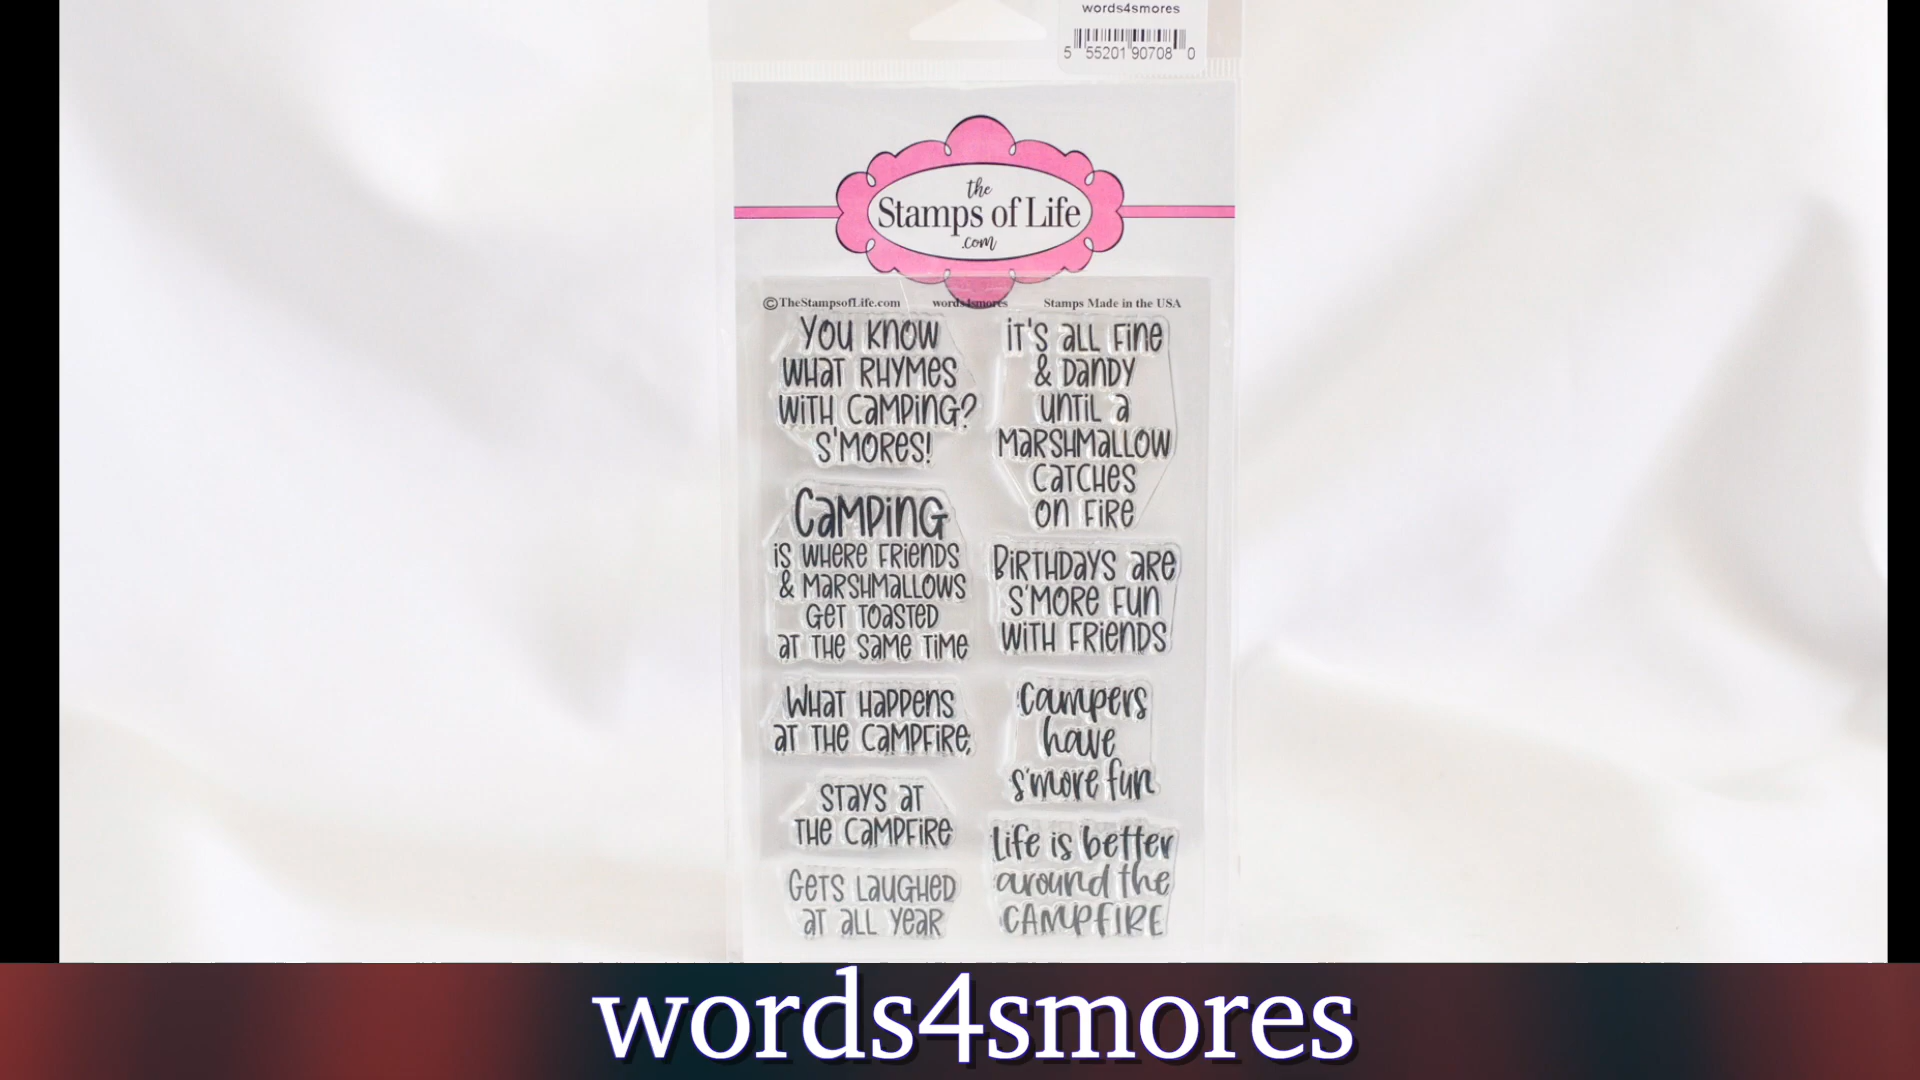 words4smores
5 55201 90708 0
the
Stamps of Life
.com
©TheStampsofLife.com words4smores Stamps Made in the USA
YOU KNOW
WHAT RHYMES
WITH CAMPING?
S'MORES!
CAMPING
IS WHERE FRIENDS
& MARSHMALLOWS
GET TOASTED
AT THE SAME TIME
WHAT HAPPENS
AT THE CAMPFIRE,
STAYS AT
THE CAMPFIRE
GETS LAUGHED
AT ALL YEAR
IT'S ALL FINE
& DANDY
UNTIL A
MARSHMALLOW
CATCHES
ON FIRE
BIRTHDAYS ARE
S'MORE FUN
WITH FRIENDS
Campers
have
s'more fun
Life is better
around the
CAMPFIRE
words4smores